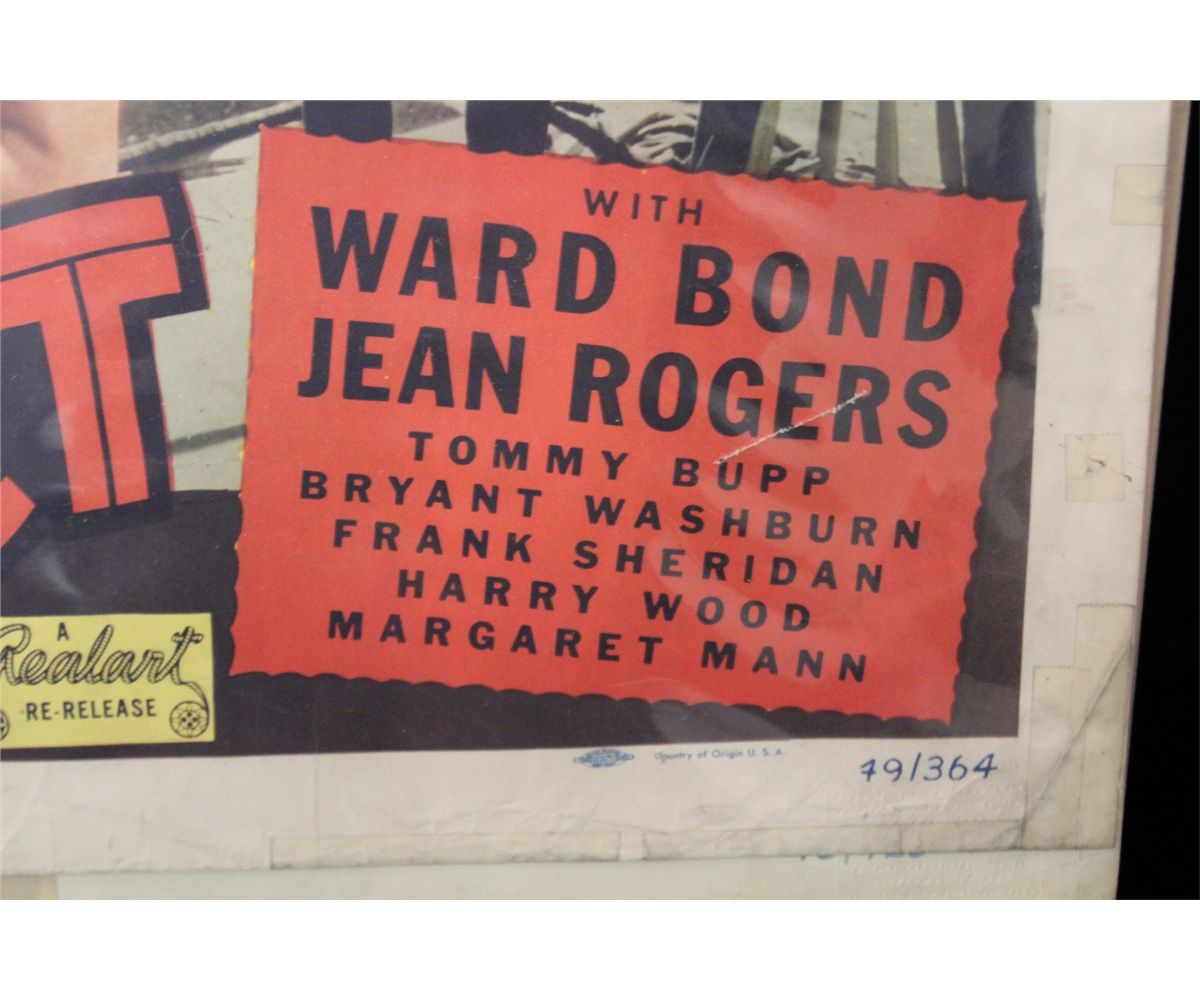 WITH
WARD BOND
JEAN ROGERS
TOMMY BUPP
BRYANT WASHBURN
FRANK SHERIDAN
HARRY WOOD
MARGARET MANN
A
Realart
RE-RELEASE
Country of Origin U. S. A.
49/364